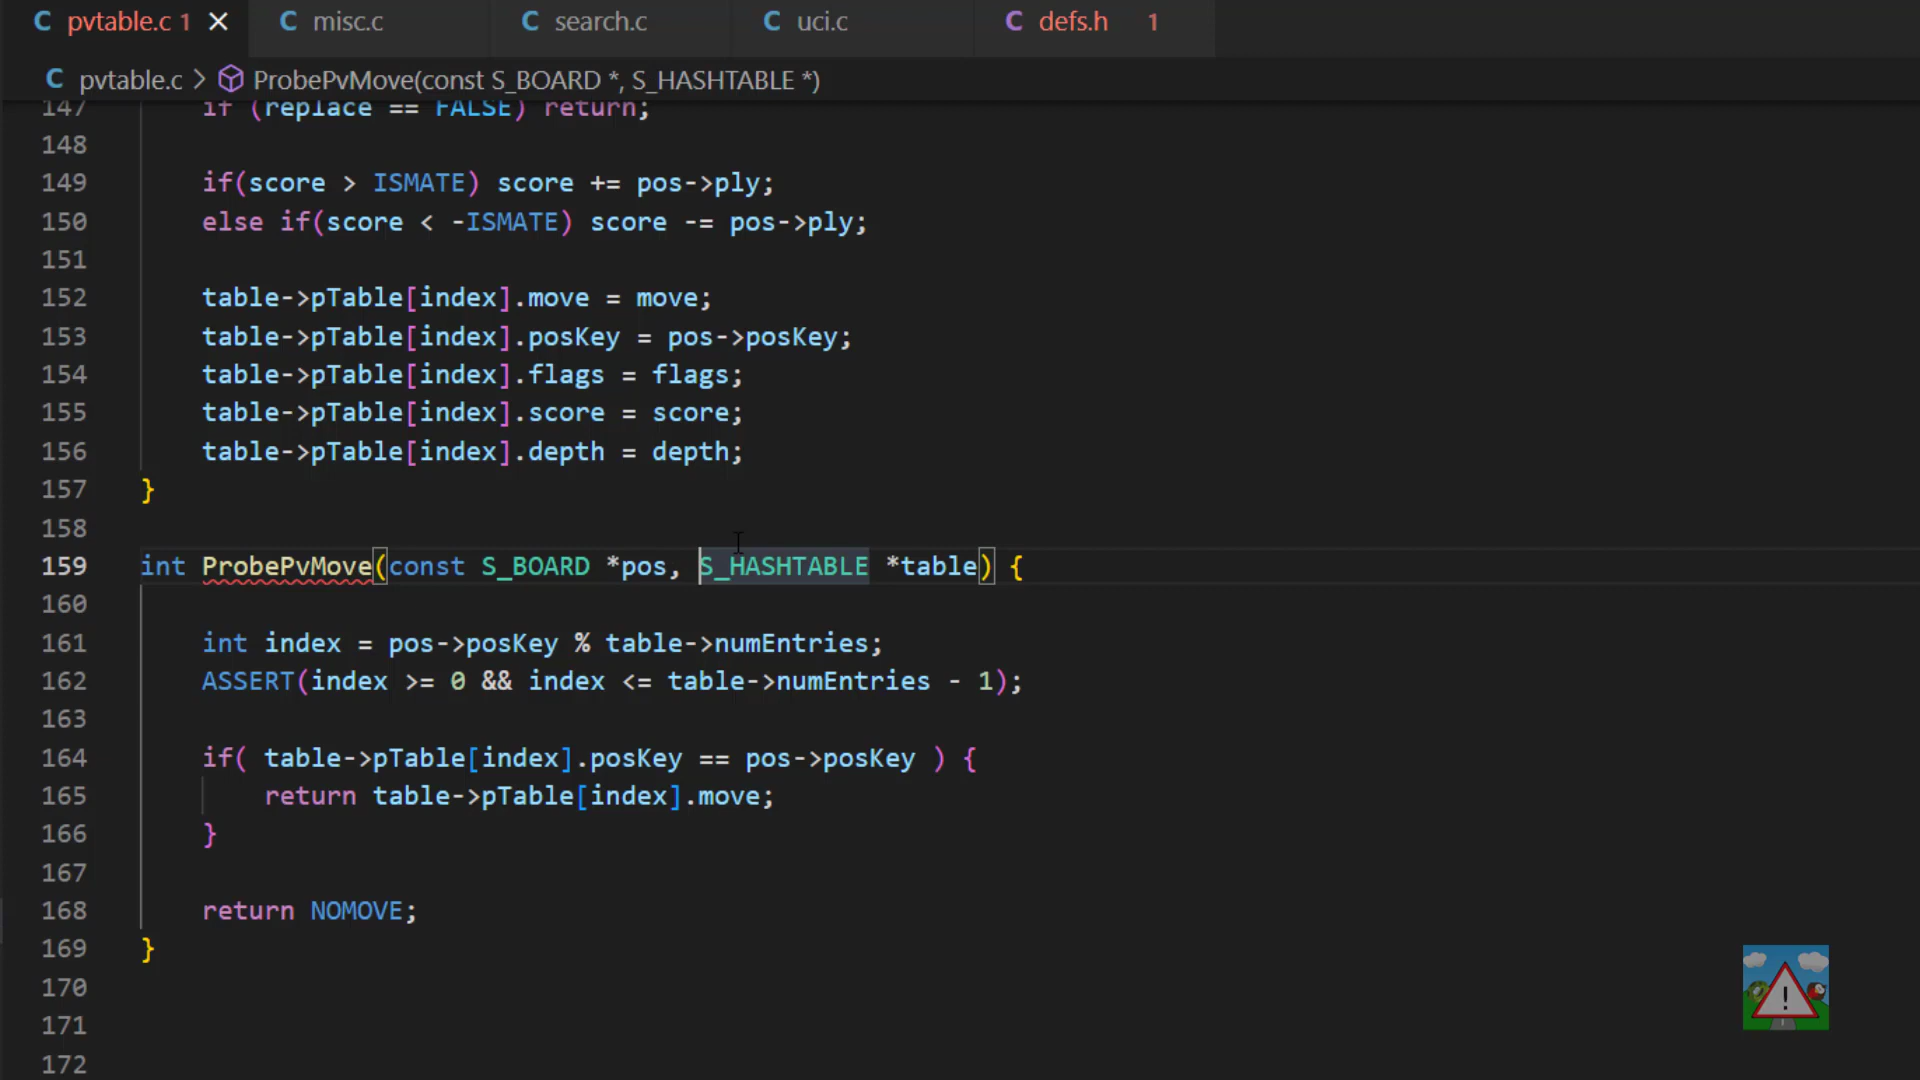 pvtable.c 1 misc.c search.c uci.c defs.h 1
pvtable.c > ProbePvMove(const S_BOARD *, S_HASHTABLE *)
147 if (replace == FALSE) return;
148
149 if(score > ISMATE) score += pos->ply;
150 else if(score < -ISMATE) score -= pos->ply;
151
152 table->pTable[index].move = move;
153 table->pTable[index].posKey = pos->posKey;
154 table->pTable[index].flags = flags;
155 table->pTable[index].score = score;
156 table->pTable[index].depth = depth;
157 }
158
159 int ProbePvMove(const S_BOARD *pos, S_HASHTABLE *table) {
160
161 int index = pos->posKey % table->numEntries;
162 ASSERT(index >= 0 && index <= table->numEntries - 1);
163
164 if( table->pTable[index].posKey == pos->posKey ) {
165 return table->pTable[index].move;
166 }
167
168 return NOMOVE;
169 }
170
171
172